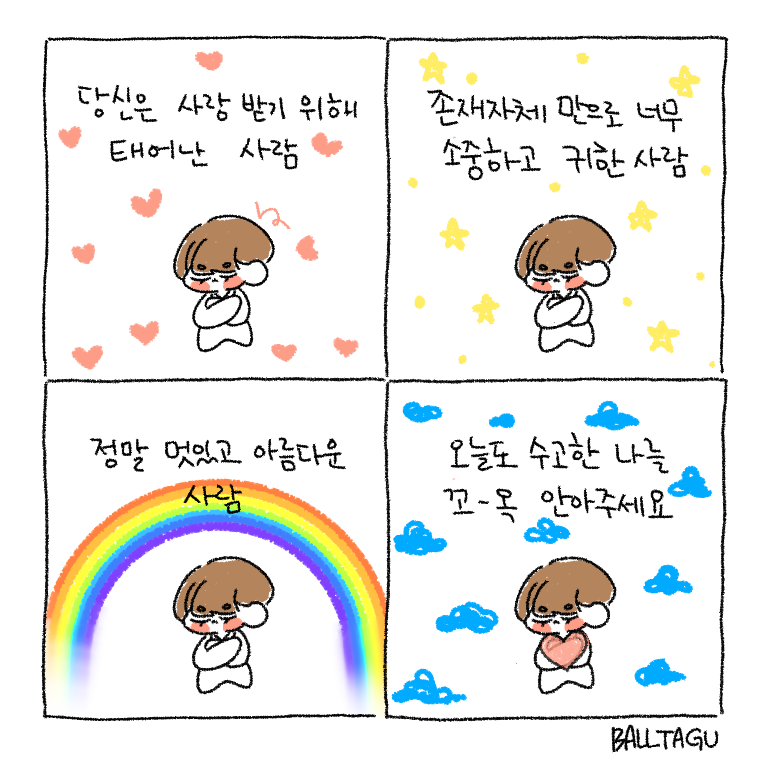 당신은 사랑 받기 위해
태어난 사람
존재자체 만으로 너무
소중하고 귀한 사람
정말 멋있고 아름다운
사람
오늘도 수고한 나를
꼬-옥 안아주세요
BALLTAGU